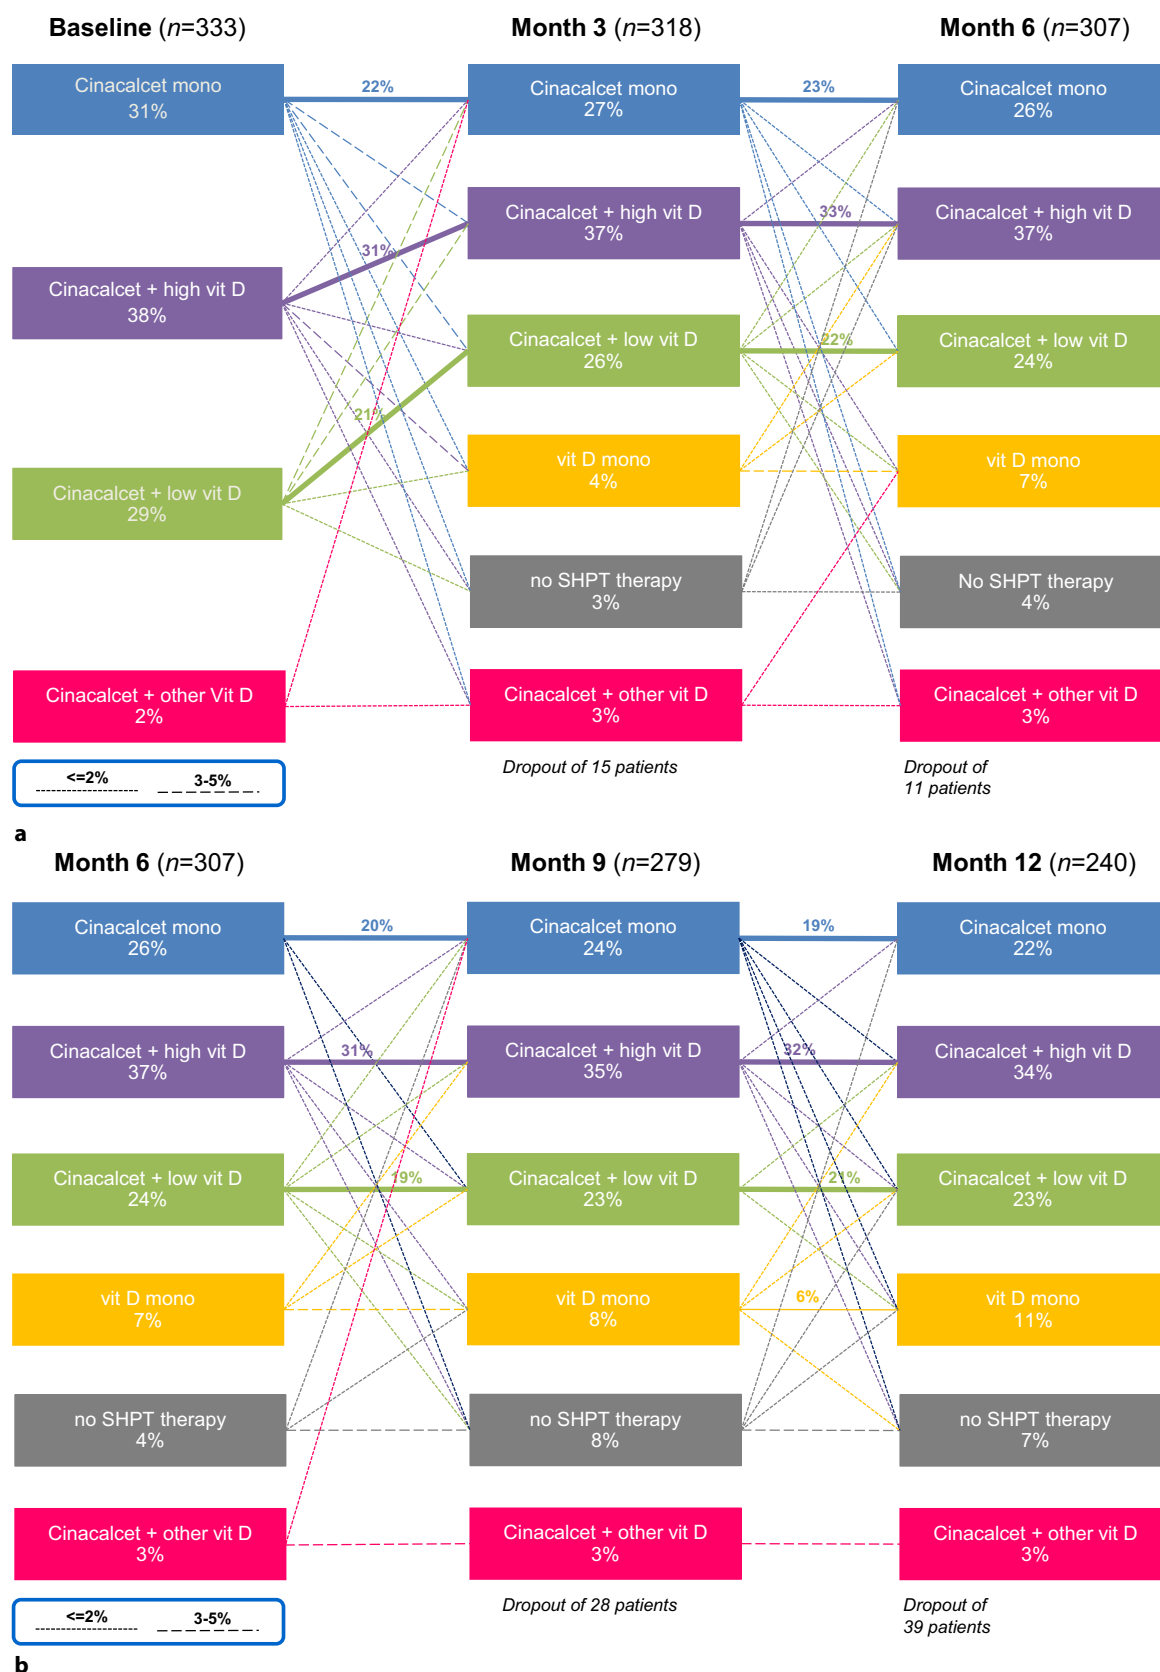 Baseline (n=333)
Month 3 (n=318)
Month 6 (n=307)
Cinacalcet mono
31%
22%
Cinacalcet mono
27%
23%
Cinacalcet mono
26%
Cinacalcet + high vit D
38%
31%
Cinacalcet + high vit D
37%
33%
Cinacalcet + high vit D
37%
Cinacalcet + low vit D
29%
21%
Cinacalcet + low vit D
26%
22%
Cinacalcet + low vit D
24%
vit D mono
4%
vit D mono
7%
no SHPT therapy
3%
No SHPT therapy
4%
Cinacalcet + other Vit D
2%
Cinacalcet + other vit D
3%
Cinacalcet + other vit D
3%
<=2%
3-5%
Dropout of 15 patients
Dropout of
11 patients
a
Month 6 (n=307)
Month 9 (n=279)
Month 12 (n=240)
Cinacalcet mono
26%
20%
Cinacalcet mono
24%
19%
Cinacalcet mono
22%
Cinacalcet + high vit D
37%
31%
Cinacalcet + high vit D
35%
32%
Cinacalcet + high vit D
34%
Cinacalcet + low vit D
24%
19%
Cinacalcet + low vit D
23%
21%
Cinacalcet + low vit D
23%
vit D mono
7%
vit D mono
8%
6%
vit D mono
11%
no SHPT therapy
4%
no SHPT therapy
8%
no SHPT therapy
7%
Cinacalcet + other vit D
3%
Cinacalcet + other vit D
3%
Cinacalcet + other vit D
3%
<=2%
3-5%
Dropout of 28 patients
Dropout of
39 patients
b